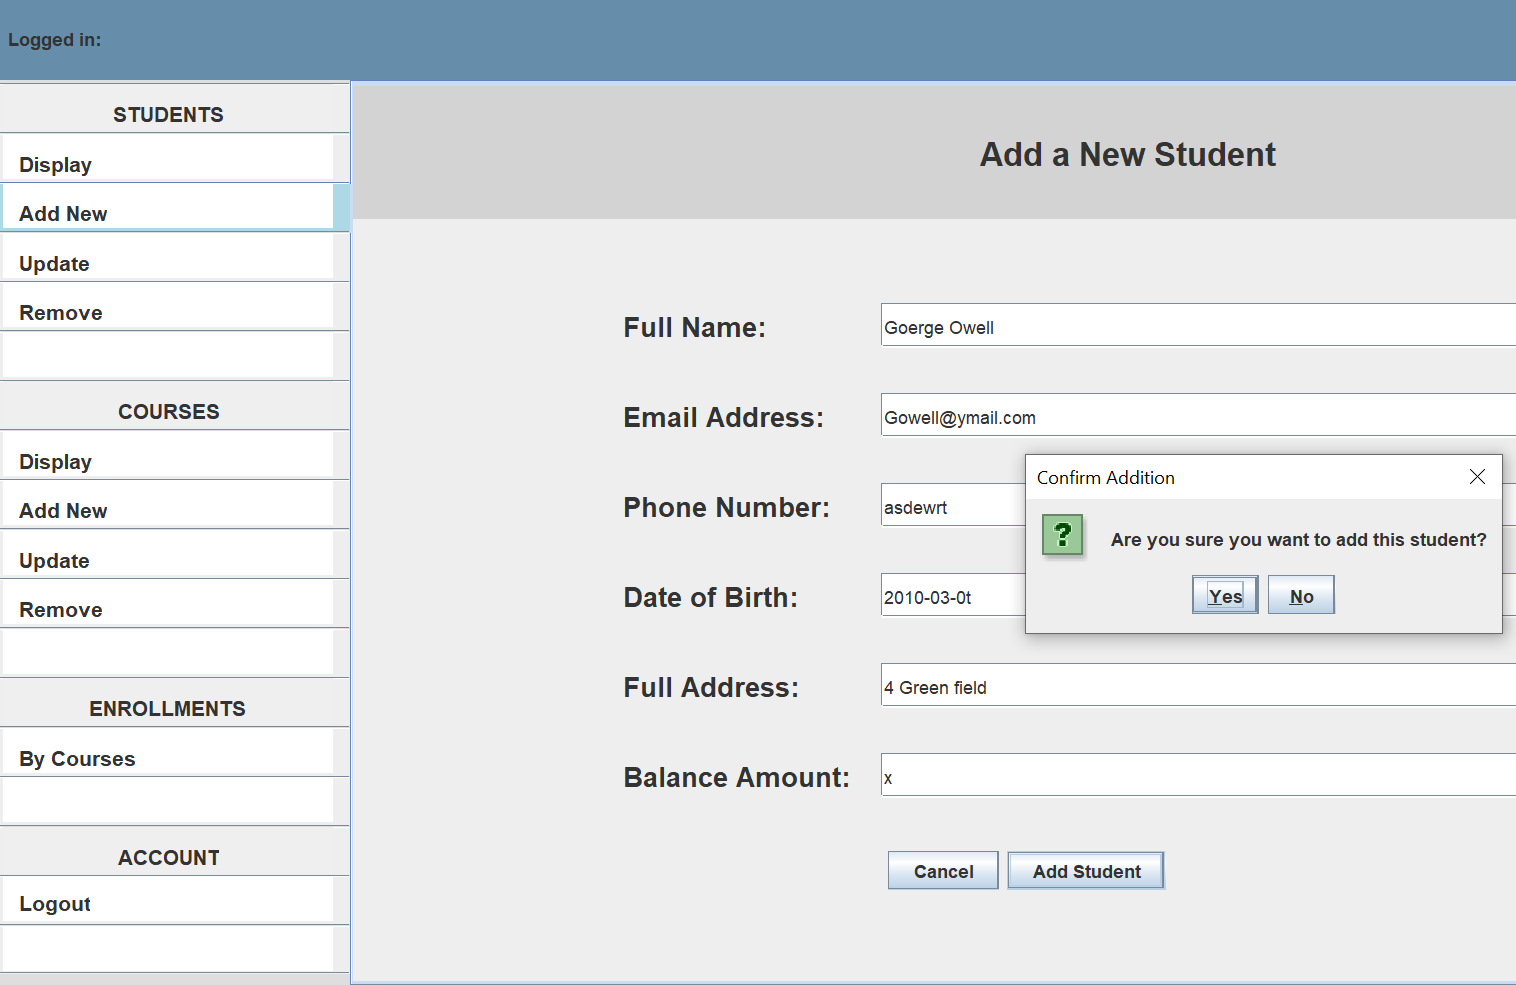 Logged in:
STUDENTS
Display
Add New
Update
Remove
COURSES
Display
Add New
Update
Remove
ENROLLMENTS
By Courses
ACCOUNT
Logout
Add a New Student
Full Name: Goerge Owell
Email Address: Gowell@ymail.com
Phone Number: asdewrt
Date of Birth: 2010-03-0t
Full Address: 4 Green field
Balance Amount: x
Cancel Add Student
Confirm Addition
?
Are you sure you want to add this student?
Yes No